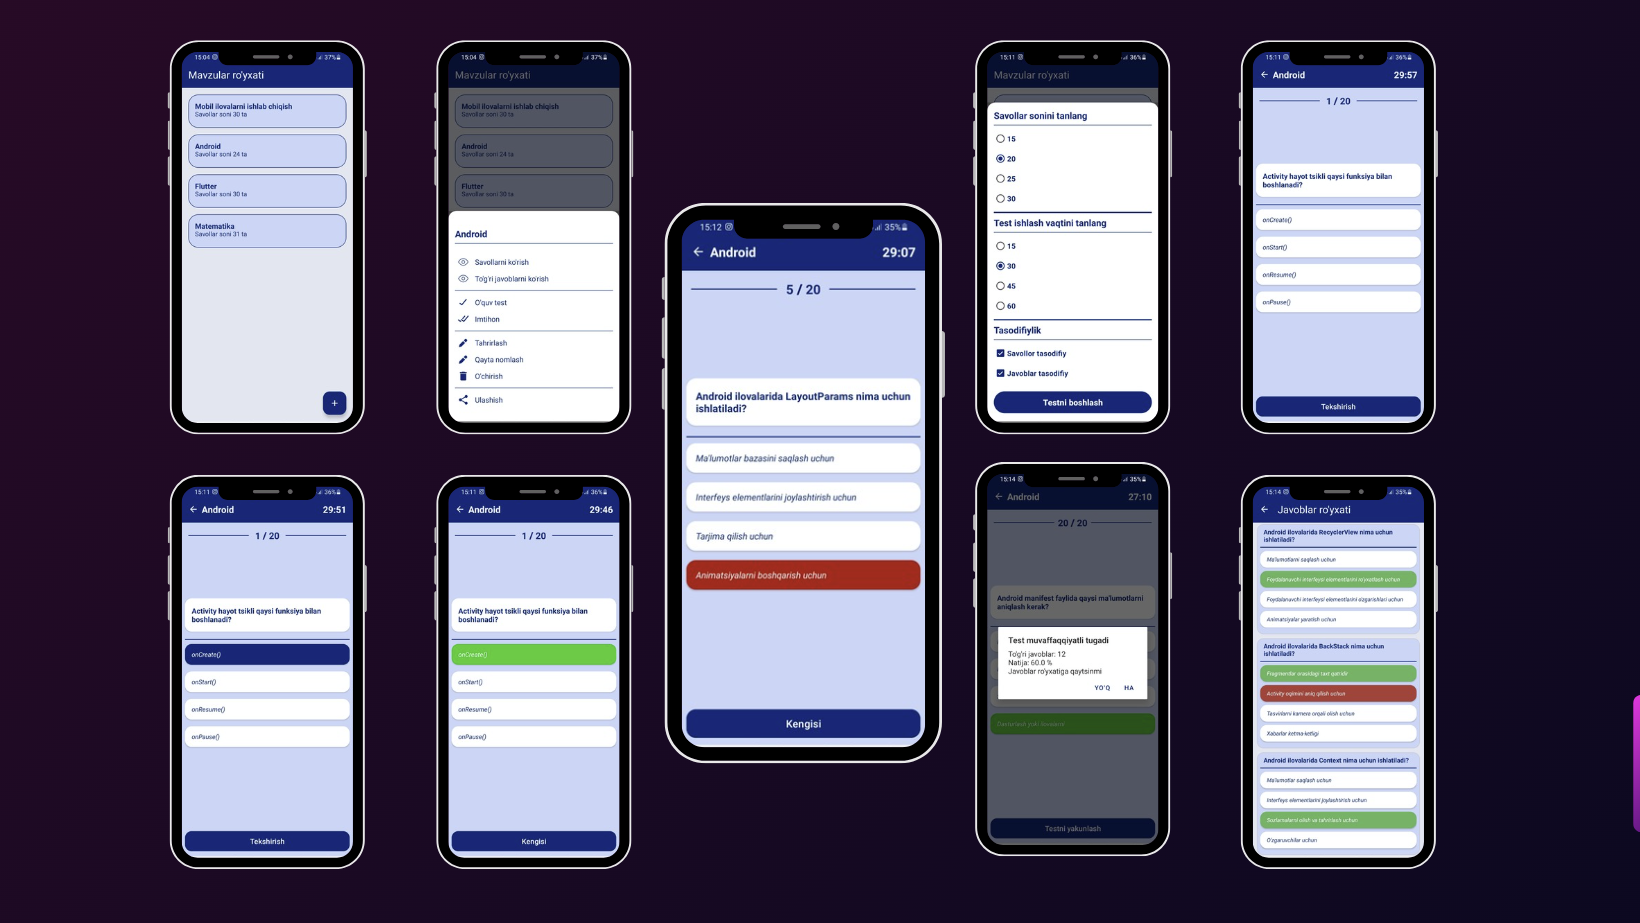 15:04
37%
Mavzular ro'yxati
Mobil ilovalarni ishlab chiqish
Savollar soni 30 ta
Android
Savollar soni 24 ta
Flutter
Savollar soni 30 ta
Matematika
Savollar soni 31 ta
+
15:04
37%
Mavzular ro'yxati
Mobil ilovalarni ishlab chiqish
Savollar soni 30 ta
Android
Savollar soni 24 ta
Flutter
Savollar soni 30 ta
Android
Savollarni ko'rish
To'g'ri javoblarni ko'rish
O'quv test
Imtihon
Tahrirlash
Qayta nomlash
O'chirish
Ulashish
15:12
35%
Android
29:07
5 / 20
Android ilovalarida LayoutParams nima uchun
ishlatiladi?
Ma'lumotlar bazasini saqlash uchun
Interfeys elementlarini joylashtirish uchun
Tarjima qilish uchun
Animatsiyalarni boshqarish uchun
Kengisi
15:11
36%
Mavzular ro'yxati
Savollar sonini tanlang
15
20
25
30
Test ishlash vaqtini tanlang
15
30
45
60
Tasodifiylik
Savollor tasodifiy
Javoblar tasodifiy
Testni boshlash
15:11
36%
Android
29:57
1 / 20
Activity hayot tsikli qaysi funksiya bilan
boshlanadi?
onCreate()
onStart()
onResume()
onPause()
Tekshirish
15:11
36%
Android
29:51
1 / 20
Activity hayot tsikli qaysi funksiya bilan
boshlanadi?
onCreate()
onStart()
onResume()
onPause()
Tekshirish
15:11
36%
Android
29:46
1 / 20
Activity hayot tsikli qaysi funksiya bilan
boshlanadi?
onCreate()
onStart()
onResume()
onPause()
Kengisi
15:14
35%
Android
27:10
20 / 20
Android manifest faylida qaysi ma'lumotlarni
aniqlash kerak?
Test muvaffaqqiyatli tugadi
To'g'ri javoblar: 12
Natija: 60.0 %
Javoblar ro'yxatiga qaytsinmi
YO'Q
HA
Testni yakunlash
15:14
35%
Javoblar ro'yxati
Android ilovalarida RecyclerView nima uchun
ishlatiladi?
Ma'lumotlarni saqlash uchun
Foydalanuvchi interfeysi elementlarini ro'yxatlash uchun
Foydalanuvchi interfeysi elementlarini o'zgarishlari uchun
Animatsiyalar yaratish uchun
Android ilovalarida BackStack nima uchun
ishlatiladi?
Fragmentlar orasidagi
Activity oqimini aniq qilish uchun
Tasvirlarni kamera orqali olish uchun
Xabarlar ketma-ketligi
Android ilovalarida Context nima uchun ishlatiladi?
Ma'lumotlar saqlash uchun
Interfeys elementlarini joylashtirish uchun
Sozlamalarni olish va tahrirlash uchun
O'zgaruvchilar uchun